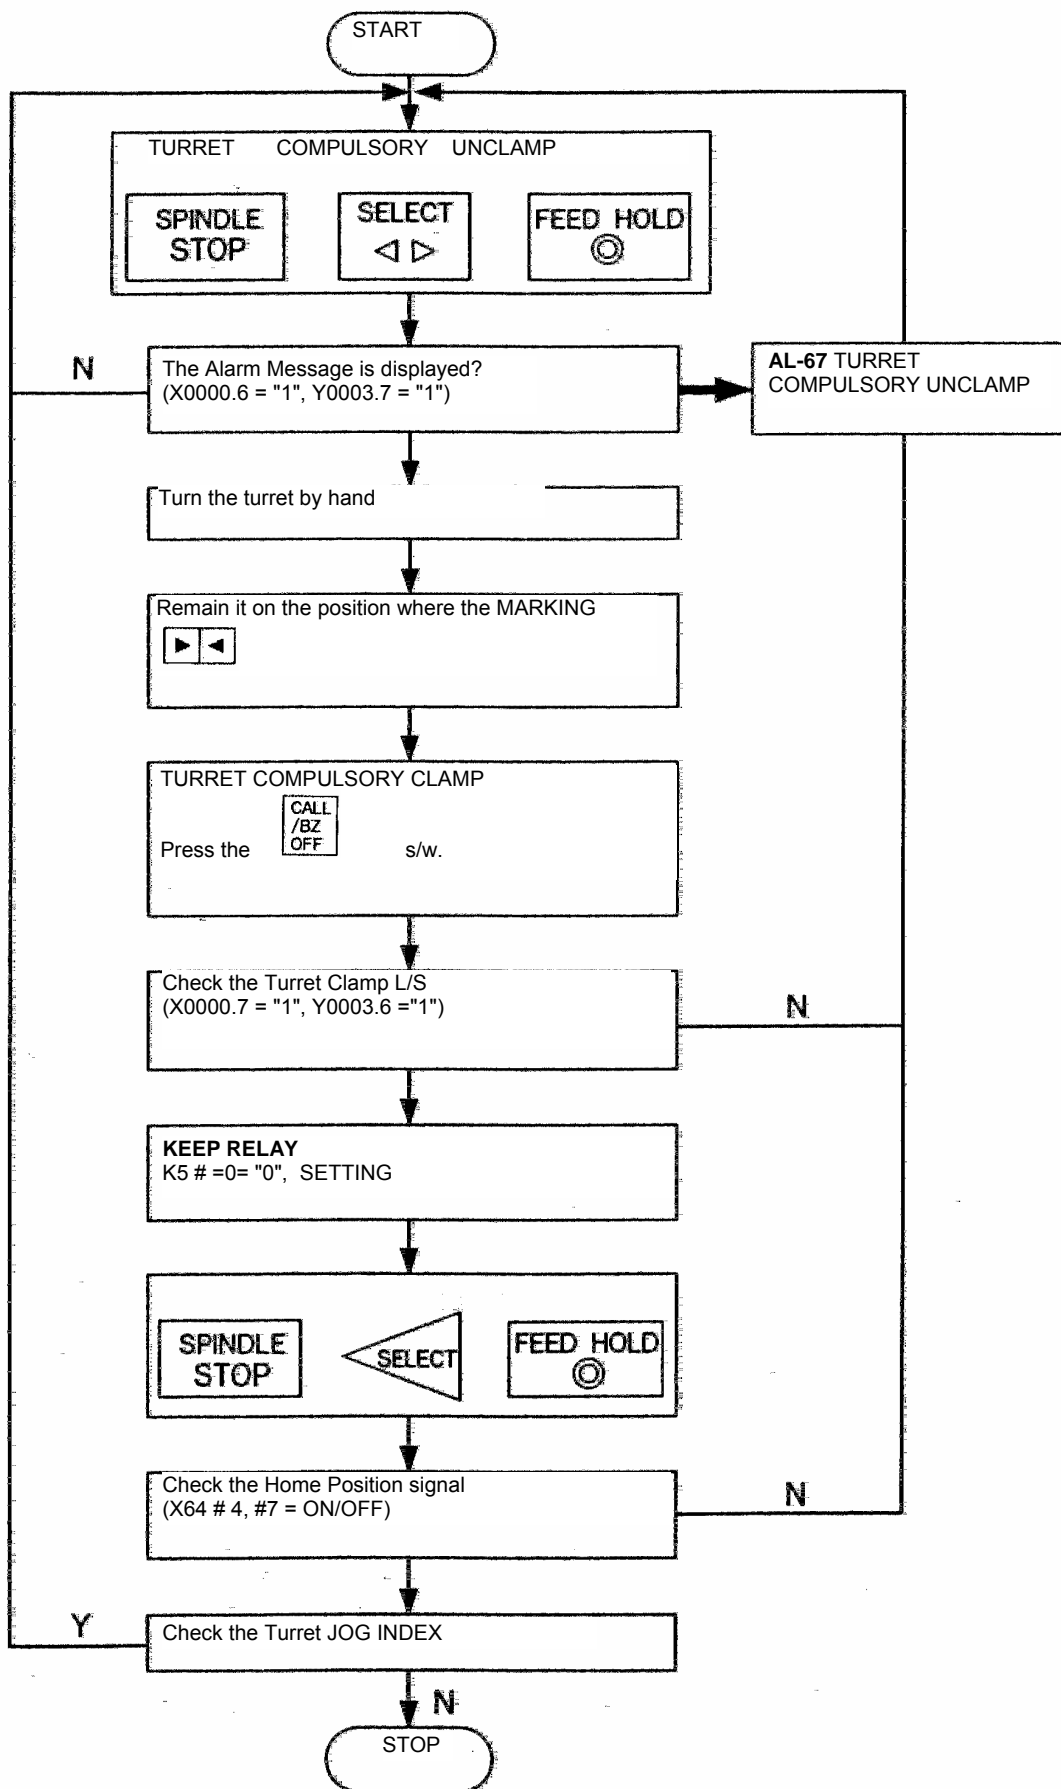 START
TURRET COMPULSORY UNCLAMP
SPINDLE
STOP
SELECT
FEED HOLD
N
The Alarm Message is displayed?
(X0000.6 = "1", Y0003.7 = "1")
AL-67 TURRET
COMPULSORY UNCLAMP
Turn the turret by hand
Remain it on the position where the MARKING
TURRET COMPULSORY CLAMP
CALL
/BZ
OFF
Press the s/w.
Check the Turret Clamp L/S
(X0000.7 = "1", Y0003.6 ="1")
N
KEEP RELAY
K5 # =0= "0", SETTING
SPINDLE
STOP
SELECT
FEED HOLD
Check the Home Position signal
(X64 # 4, #7 = ON/OFF)
N
Y
Check the Turret JOG INDEX
N
STOP